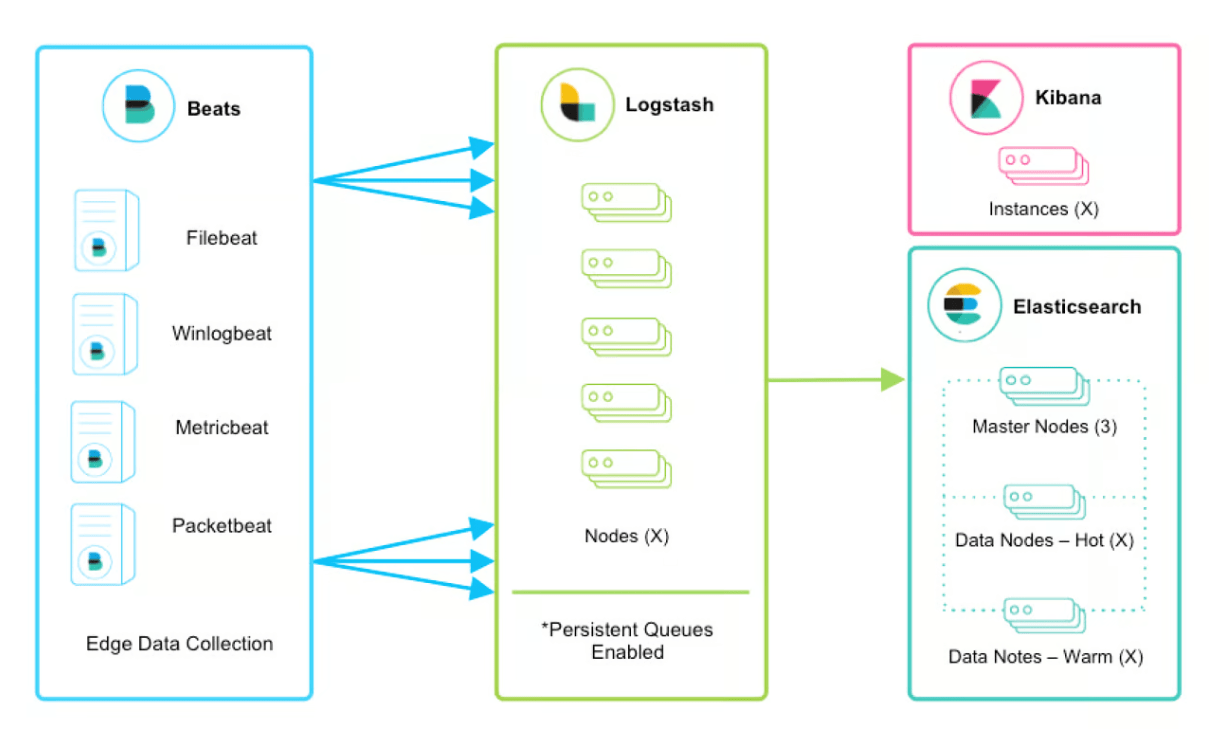 Beats
Filebeat
Winlogbeat
Metricbeat
Packetbeat
Edge Data Collection
Logstash
Nodes (X)
*Persistent Queues
Enabled
Kibana
Instances (X)
Elasticsearch
Master Nodes (3)
Data Nodes – Hot (X)
Data Notes – Warm (X)